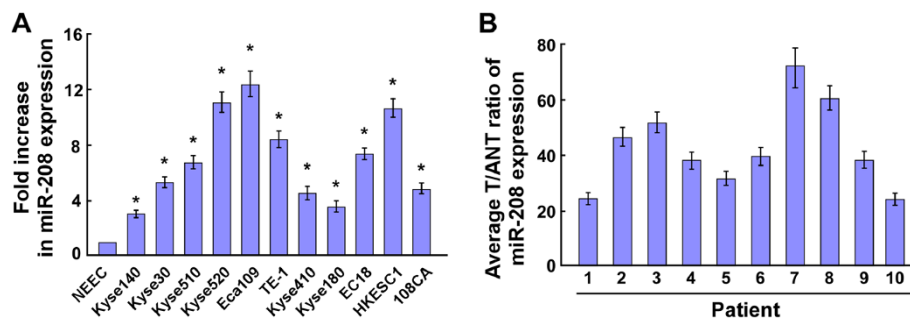 A
Fold increase
in miR-208 expression
16
12
8
4
0
*
*
*
*
*
*
*
*
*
*
*
NEEC
Kyse140
Kyse30
Kyse510
Kyse520
Eca109
TE-1
Kyse410
Kyse180
EC18
HKESC1
108CA
B
Average T/ANT ratio of
miR-208 expression
80
60
40
20
0
1 2 3 4 5 6 7 8 9 10
Patient